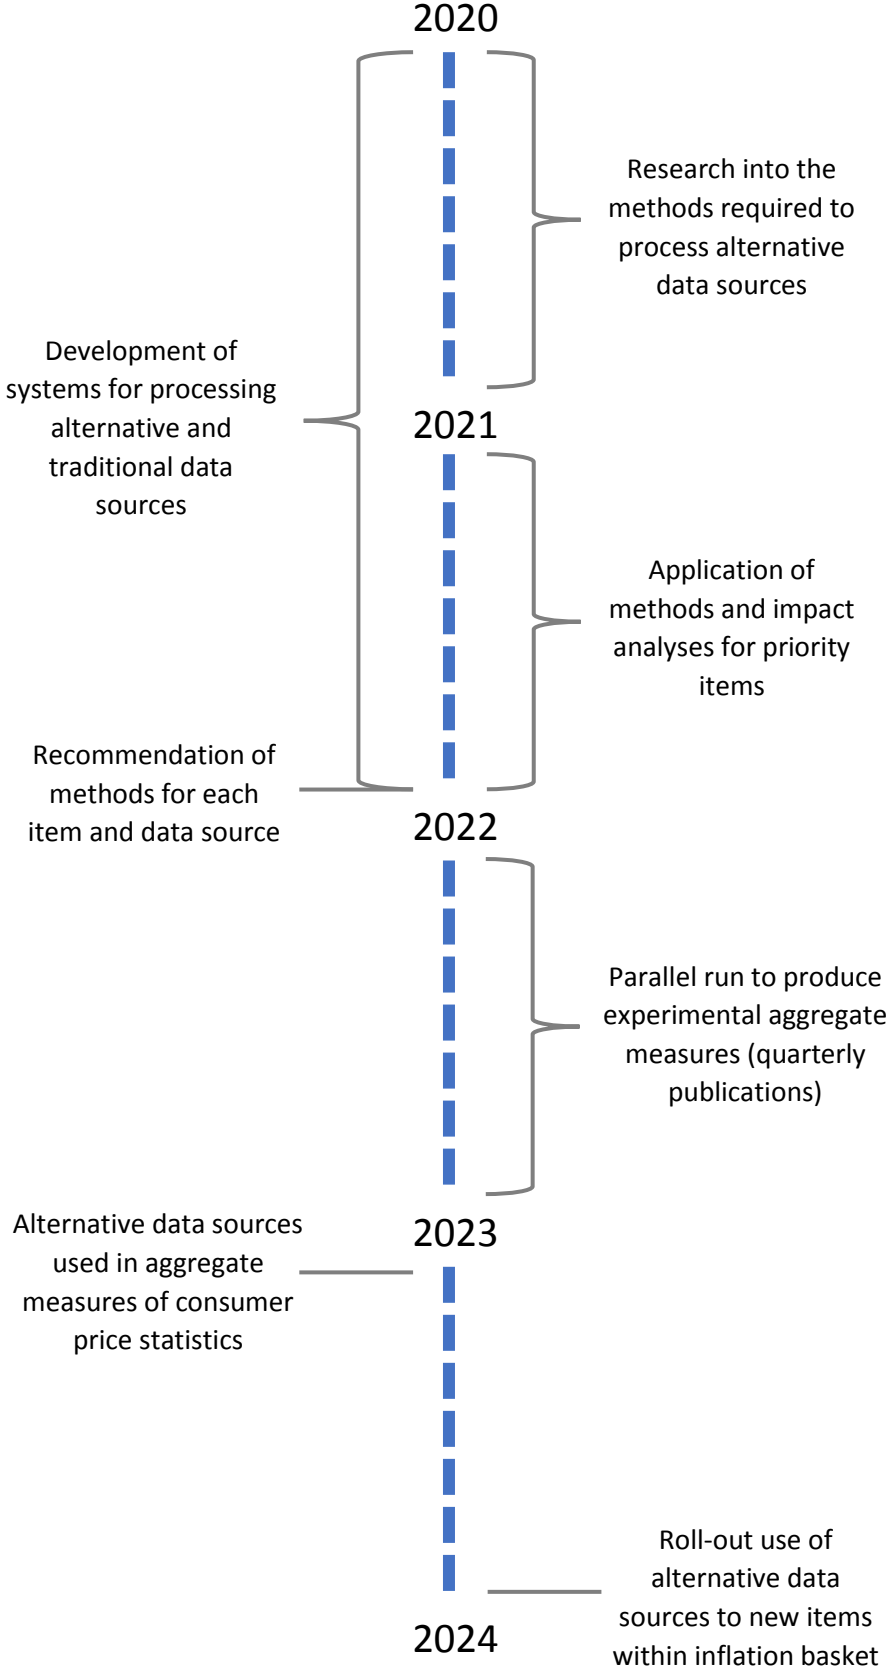 2020
Research into the
methods required to
process alternative
data sources
Development of
systems for processing
alternative and
traditional data
sources
2021
Application of
methods and impact
analyses for priority
items
Recommendation of
methods for each
item and data source
2022
Parallel run to produce
experimental aggregate
measures (quarterly
publications)
Alternative data sources
used in aggregate
measures of consumer
price statistics
2023
Roll-out use of
alternative data
sources to new items
within inflation basket
2024